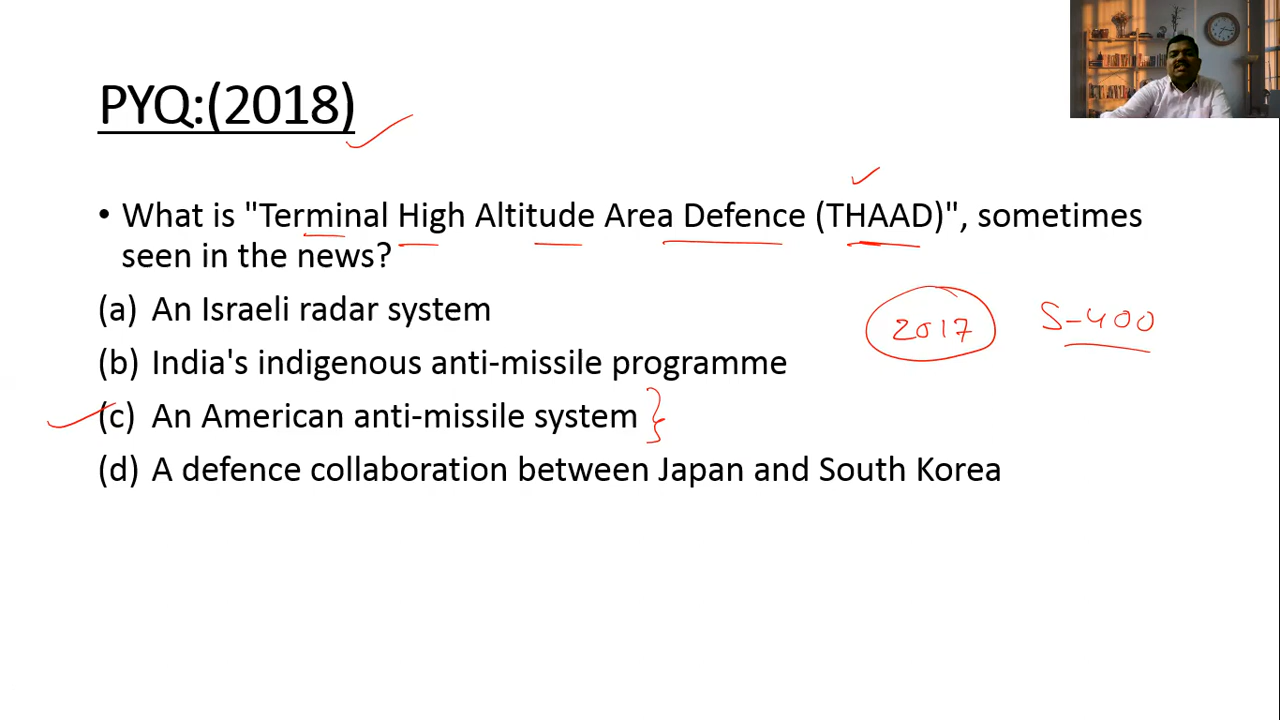 PYQ:(2018)
• What is "Terminal High Altitude Area Defence (THAAD)", sometimes
seen in the news?
(a) An Israeli radar system
2017 S-400
(b) India's indigenous anti-missile programme
(c) An American anti-missile system
(d) A defence collaboration between Japan and South Korea